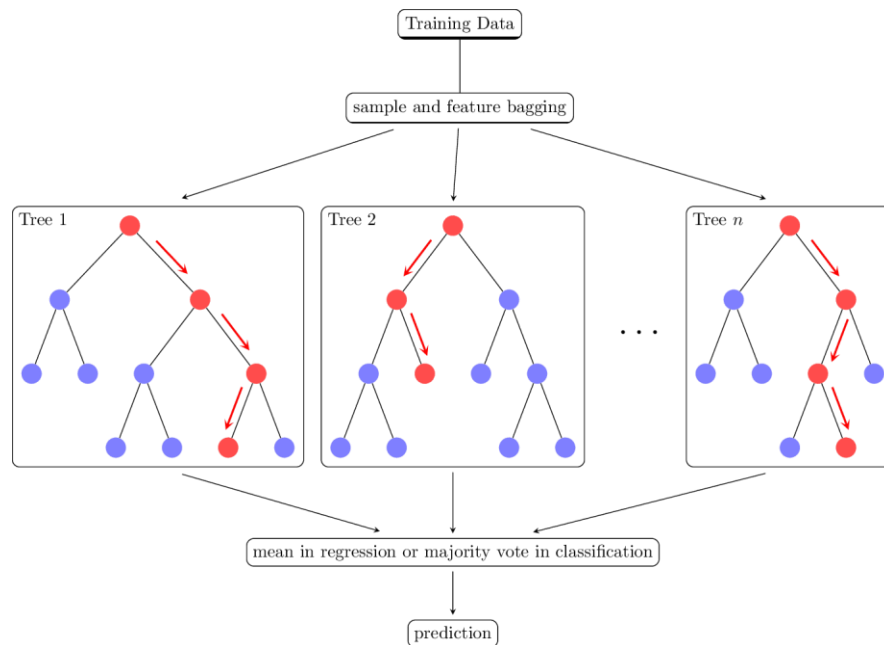 Training Data
sample and feature bagging
Tree 1
Tree 2
Tree n
. . .
mean in regression or majority vote in classification
prediction